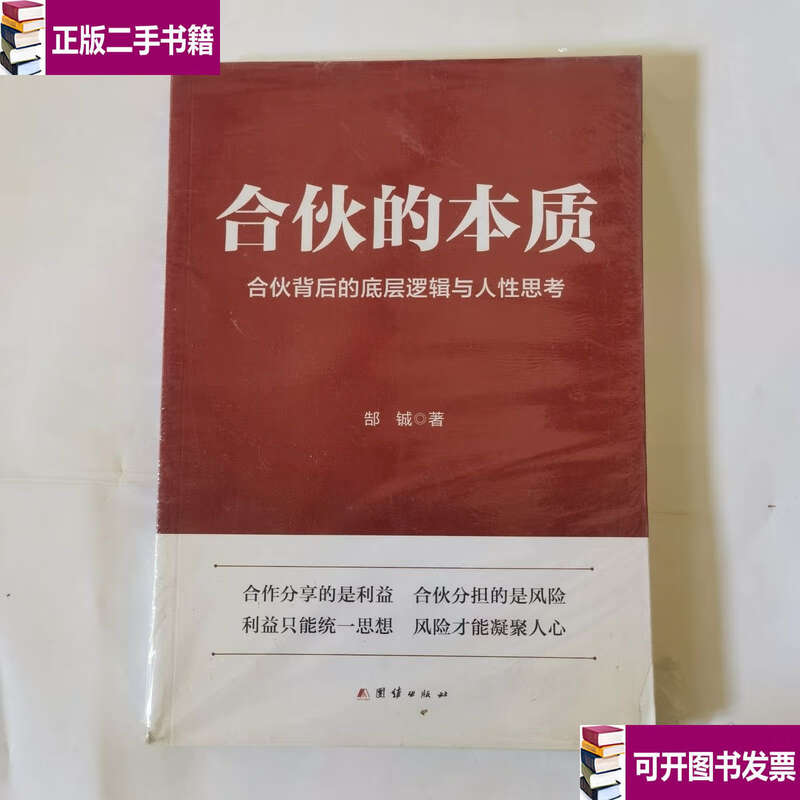 正版二手书籍
合伙的本质
合伙背后的底层逻辑与人性思考
郜 铖◎著
合作分享的是利益 合伙分担的是风险
利益只能统一思想 风险才能凝聚人心
团结出版社
可开图书发票